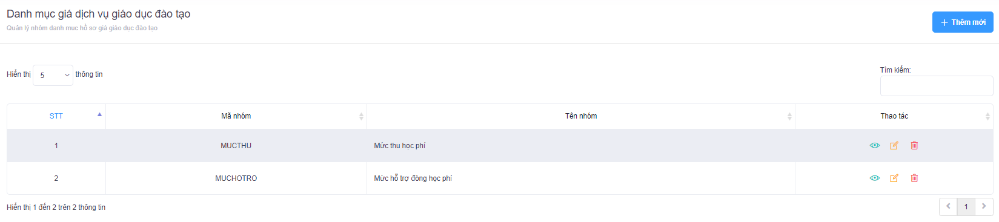 Danh mục giá dịch vụ giáo dục đào tạo
Quản lý nhóm danh muc hồ sơ giá giáo dục đào tạo
Thêm mới
Hiển thị 5 thông tin
Tìm kiếm:
STT Mã nhóm Tên nhóm Thao tác
1 MUCTHU Mức thu học phí
2 MUCHOTRO Mức hỗ trợ đóng học phí
Hiển thị 1 đến 2 trên 2 thông tin
1